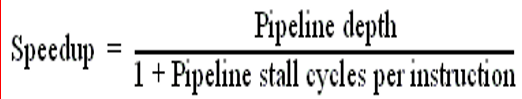 Speedup = Pipeline depth
1 + Pipeline stall cycles per instruction